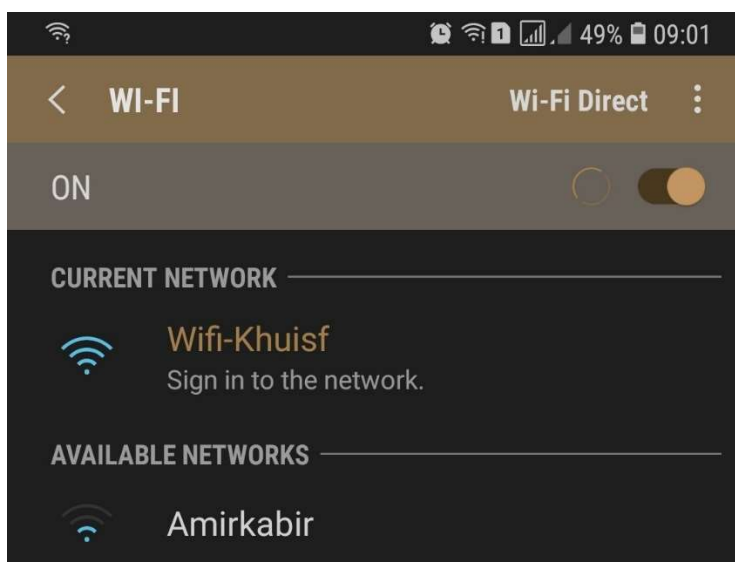 1 49% 09:01
WI-FI Wi-Fi Direct
ON
CURRENT NETWORK
Wifi-Khuisf
Sign in to the network.
AVAILABLE NETWORKS
Amirkabir